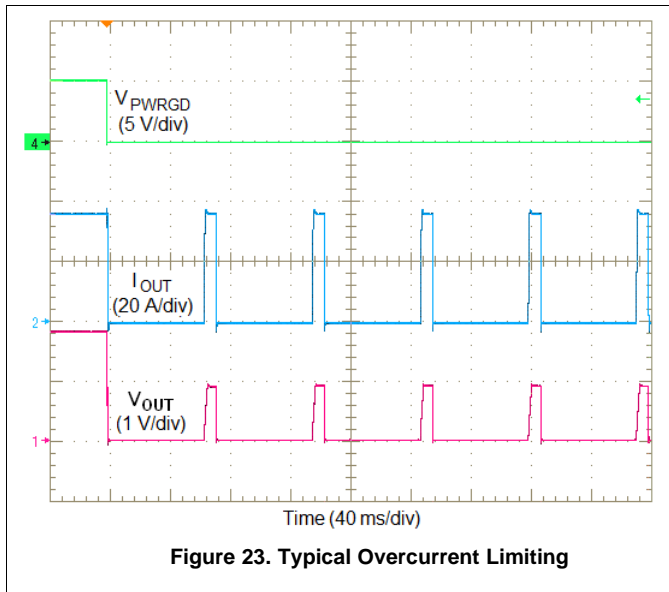 V_PWRGD
(5 V/div)
4
I_OUT
(20 A/div)
2
V_OUT
(1 V/div)
1
Time (40 ms/div)
Figure 23. Typical Overcurrent Limiting